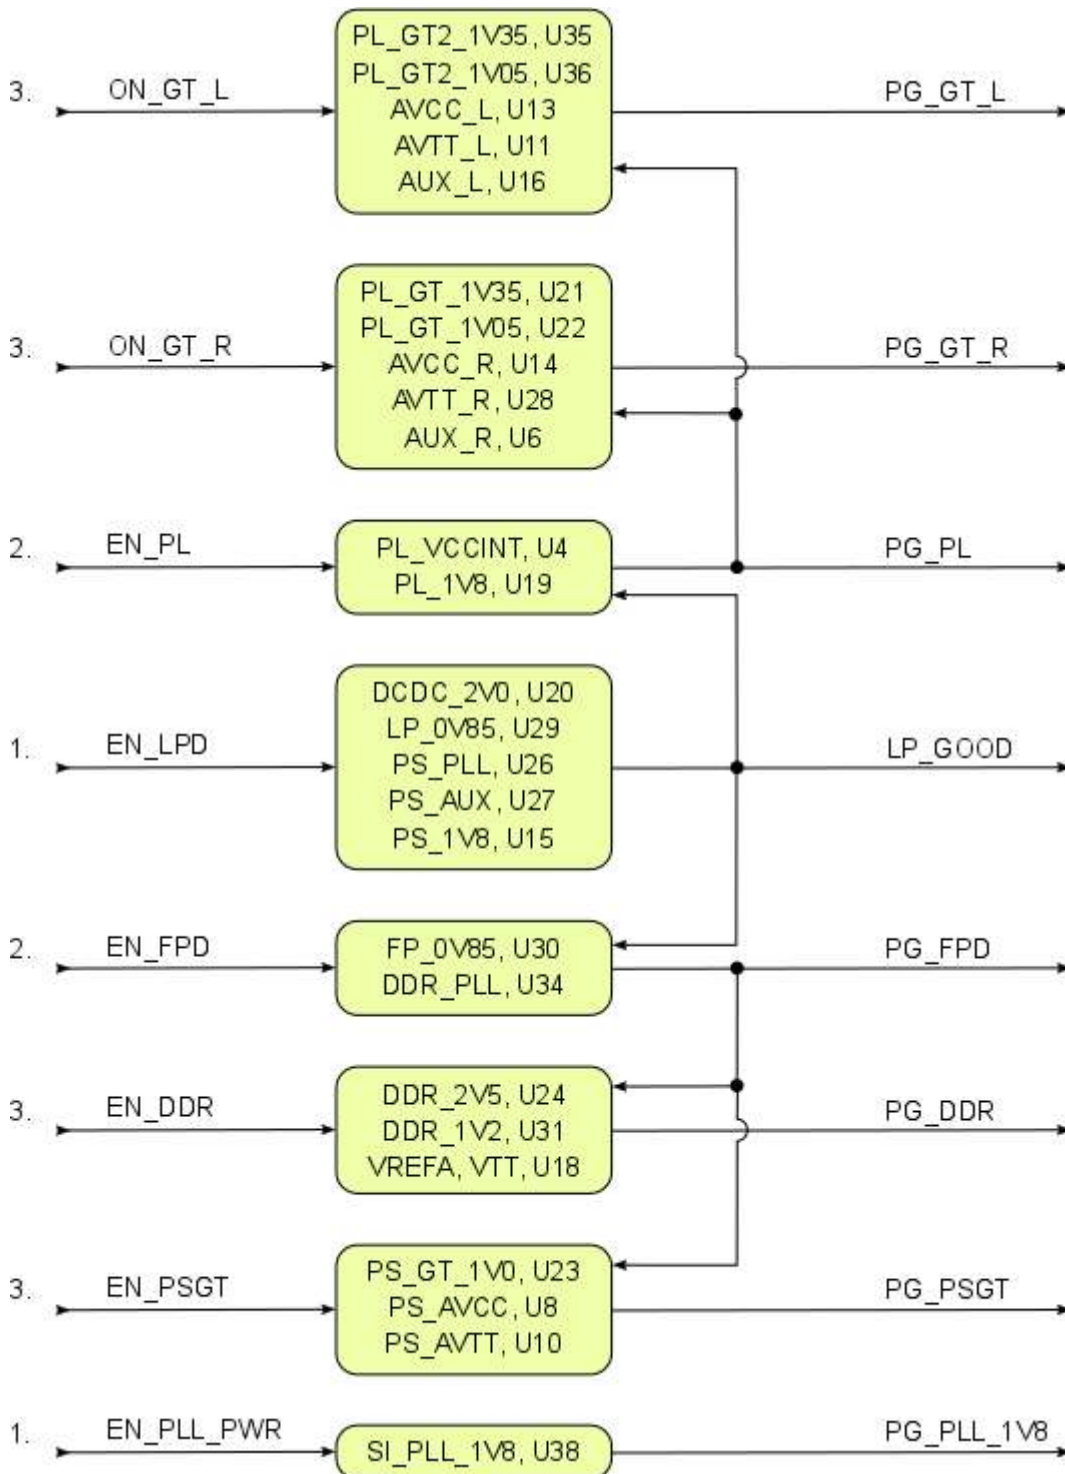 3.
ON_GT_L
PL_GT2_1V35, U35
PL_GT2_1V05, U36
AVCC_L, U13
AVTT_L, U11
AUX_L, U16
PG_GT_L
3.
ON_GT_R
PL_GT_1V35, U21
PL_GT_1V05, U22
AVCC_R, U14
AVTT_R, U28
AUX_R, U6
PG_GT_R
2.
EN_PL
PL_VCCINT, U4
PL_1V8, U19
PG_PL
1.
EN_LPD
DCDC_2V0, U20
LP_0V85, U29
PS_PLL, U26
PS_AUX, U27
PS_1V8, U15
LP_GOOD
2.
EN_FPD
FP_0V85, U30
DDR_PLL, U34
PG_FPD
3.
EN_DDR
DDR_2V5, U24
DDR_1V2, U31
VREFA, VTT, U18
PG_DDR
3.
EN_PSGT
PS_GT_1V0, U23
PS_AVCC, U8
PS_AVTT, U10
PG_PSGT
1.
EN_PLL_PWR
SI_PLL_1V8, U38
PG_PLL_1V8